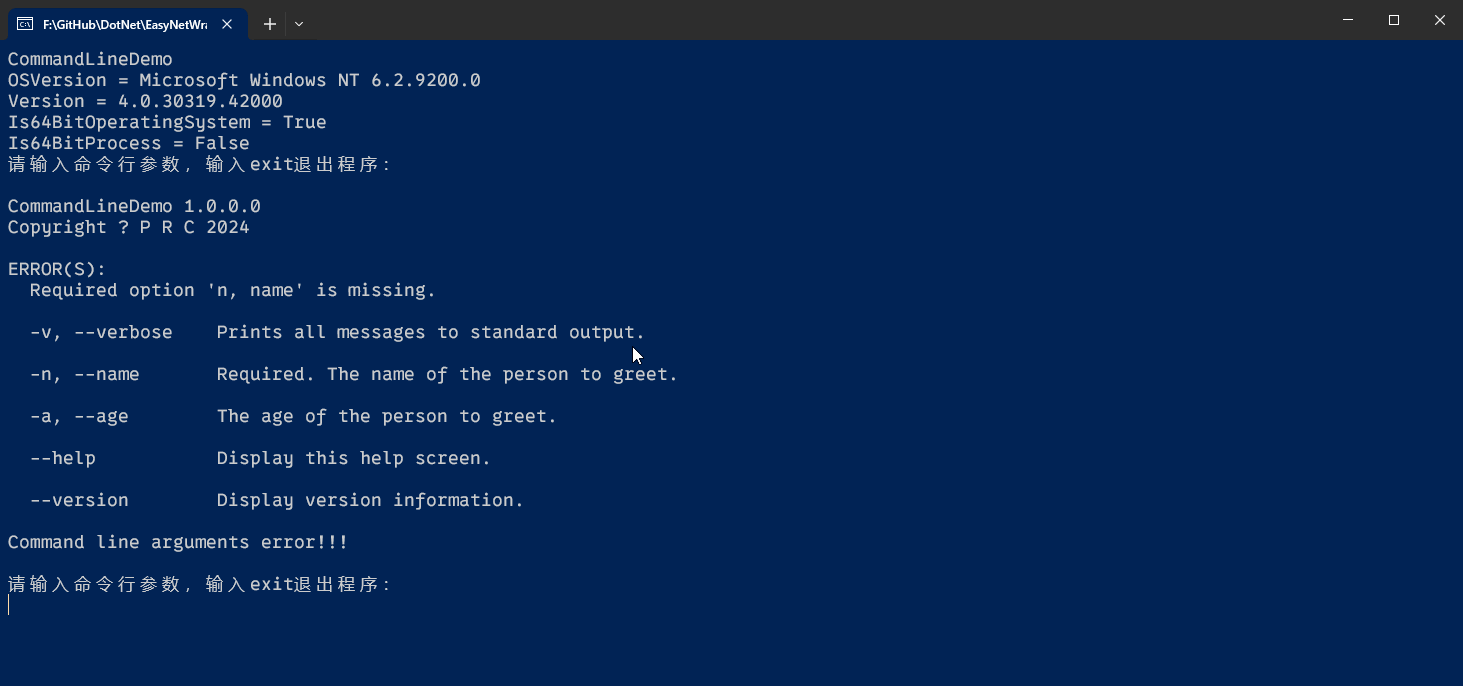 F:\GitHub\DotNet\EasyNetWra
CommandLineDemo
OSVersion = Microsoft Windows NT 6.2.9200.0
Version = 4.0.30319.42000
Is64BitOperatingSystem = True
Is64BitProcess = False
请输入命令行参数，输入exit退出程序：
CommandLineDemo 1.0.0.0
Copyright ? P R C 2024
ERROR(S):
Required option 'n, name' is missing.
-v, --verbose    Prints all messages to standard output.
-n, --name       Required. The name of the person to greet.
-a, --age        The age of the person to greet.
--help           Display this help screen.
--version        Display version information.
Command line arguments error!!!
请输入命令行参数，输入exit退出程序：